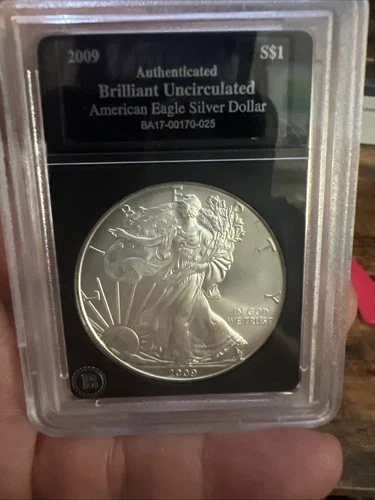 2009 S$1
Authenticated
Brilliant Uncirculated
American Eagle Silver Dollar
BA17-00170-025
LIBERTY
IN GOD
WE TRUST
2009
B